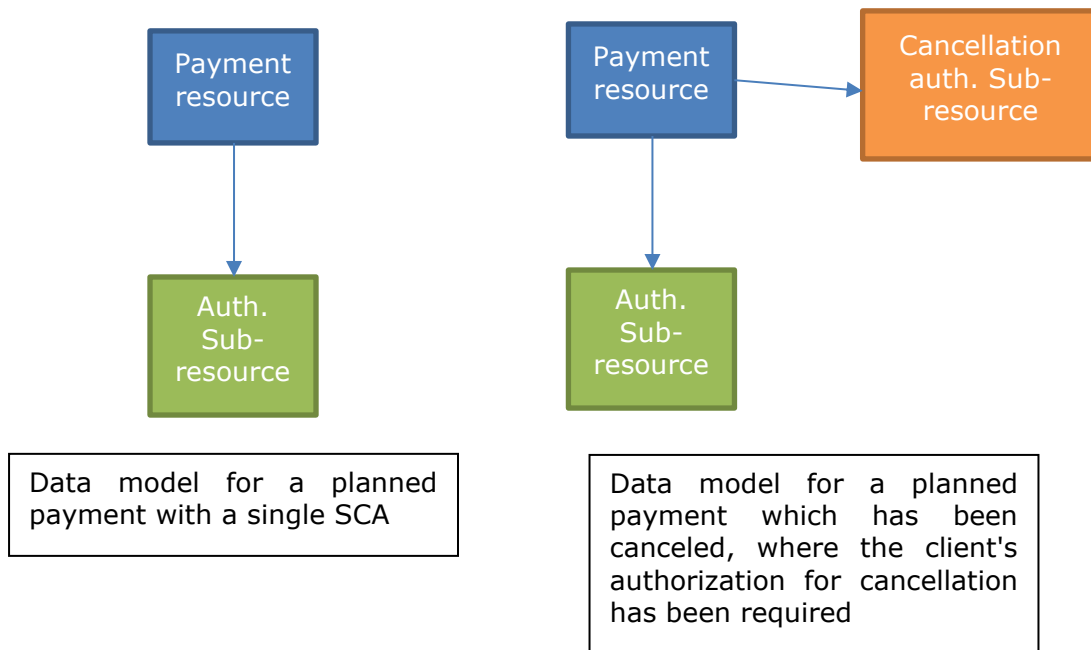 Payment
resource
Auth.
Sub-
resource
Data model for a planned
payment with a single SCA
Payment
resource
Cancellation
auth. Sub-
resource
Auth.
Sub-
resource
Data model for a planned
payment which has been
canceled, where the client's
authorization for cancellation
has been required